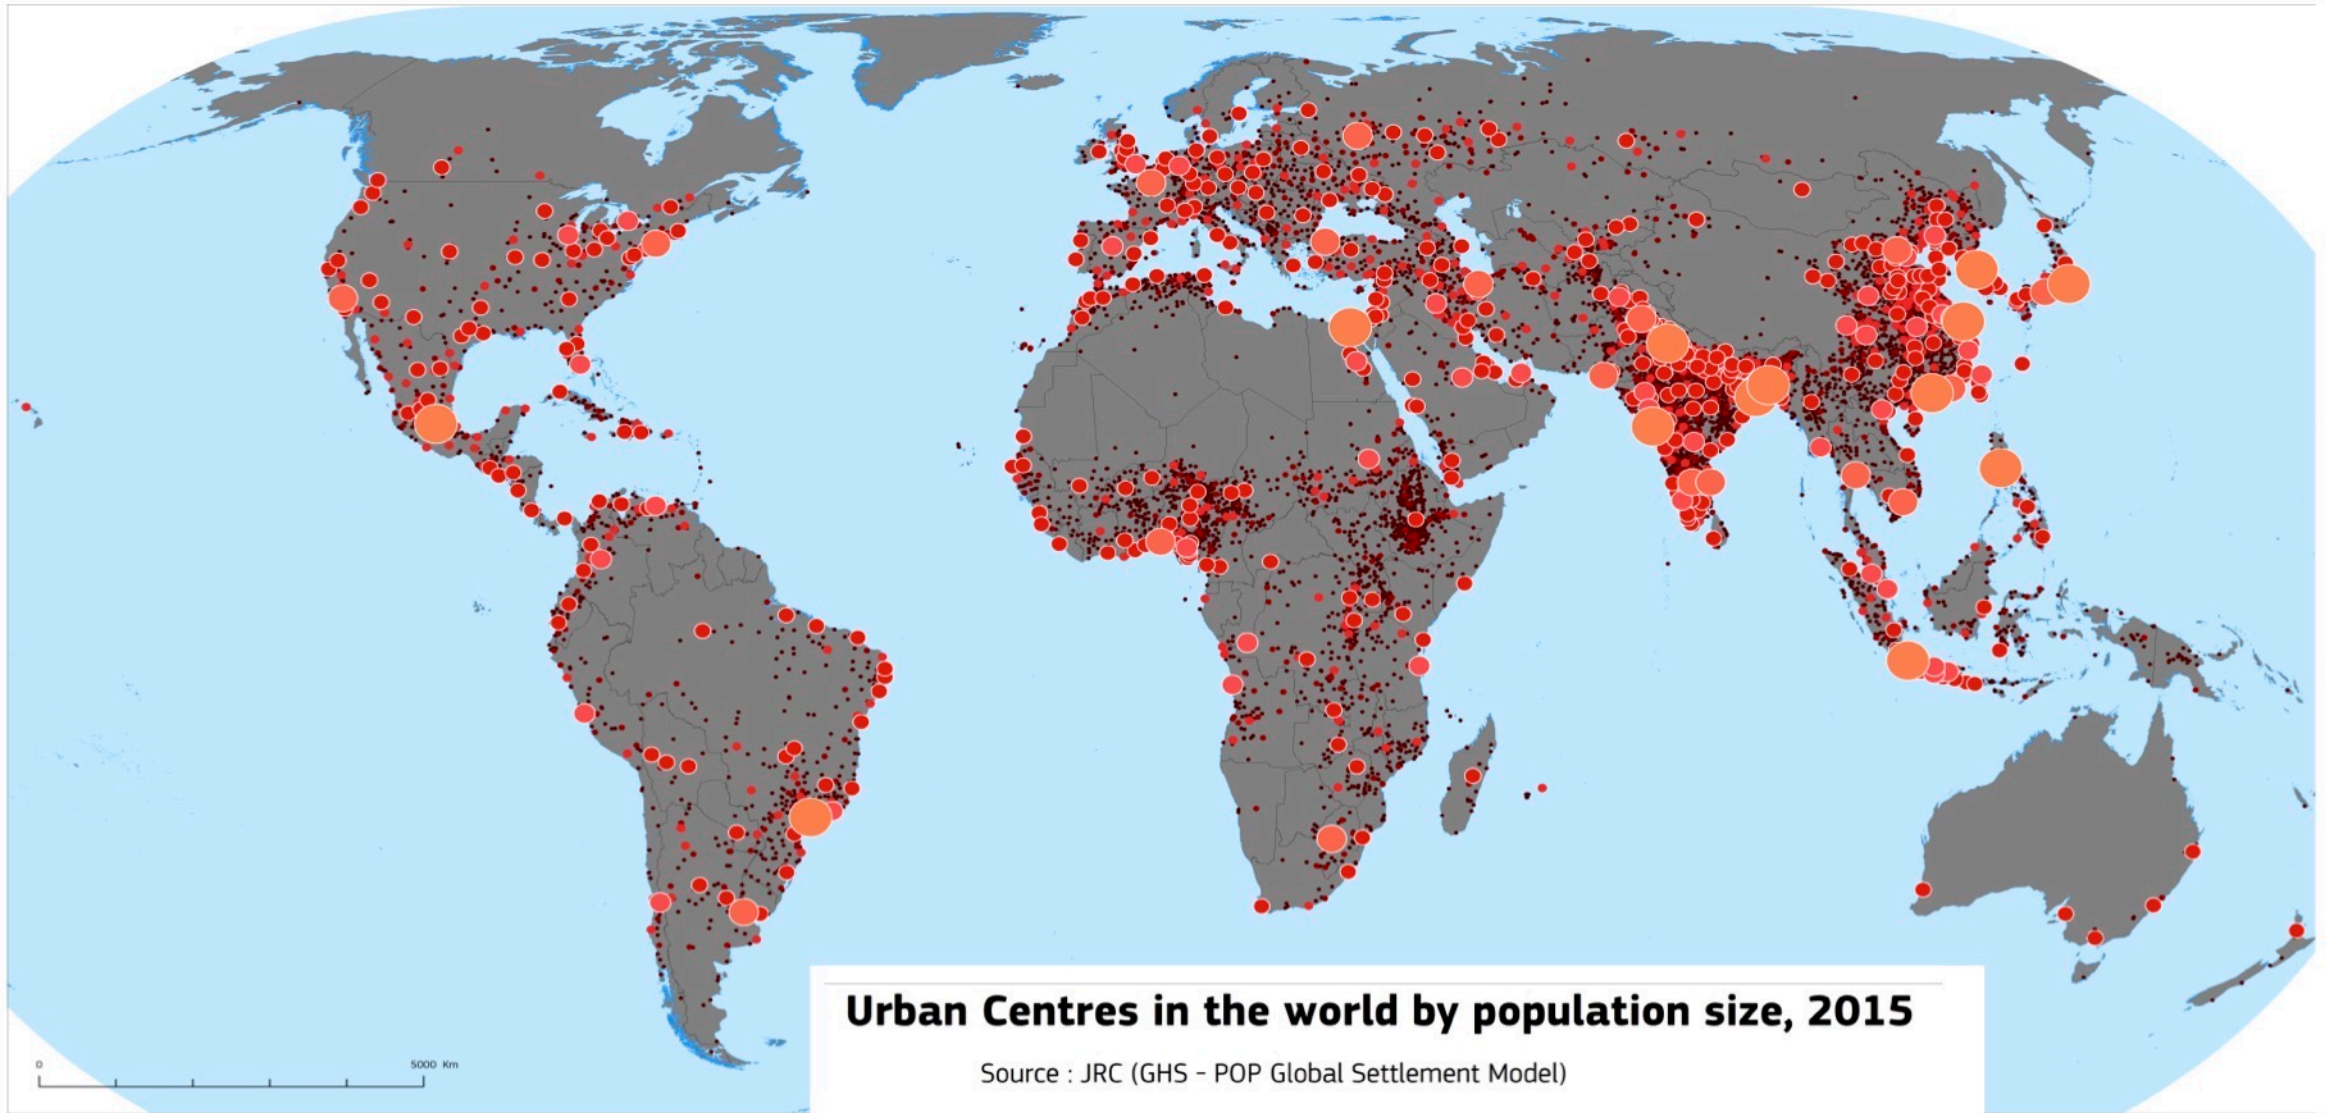 Urban Centres in the world by population size, 2015
Source : JRC (GHS - POP Global Settlement Model)
0 5000 Km